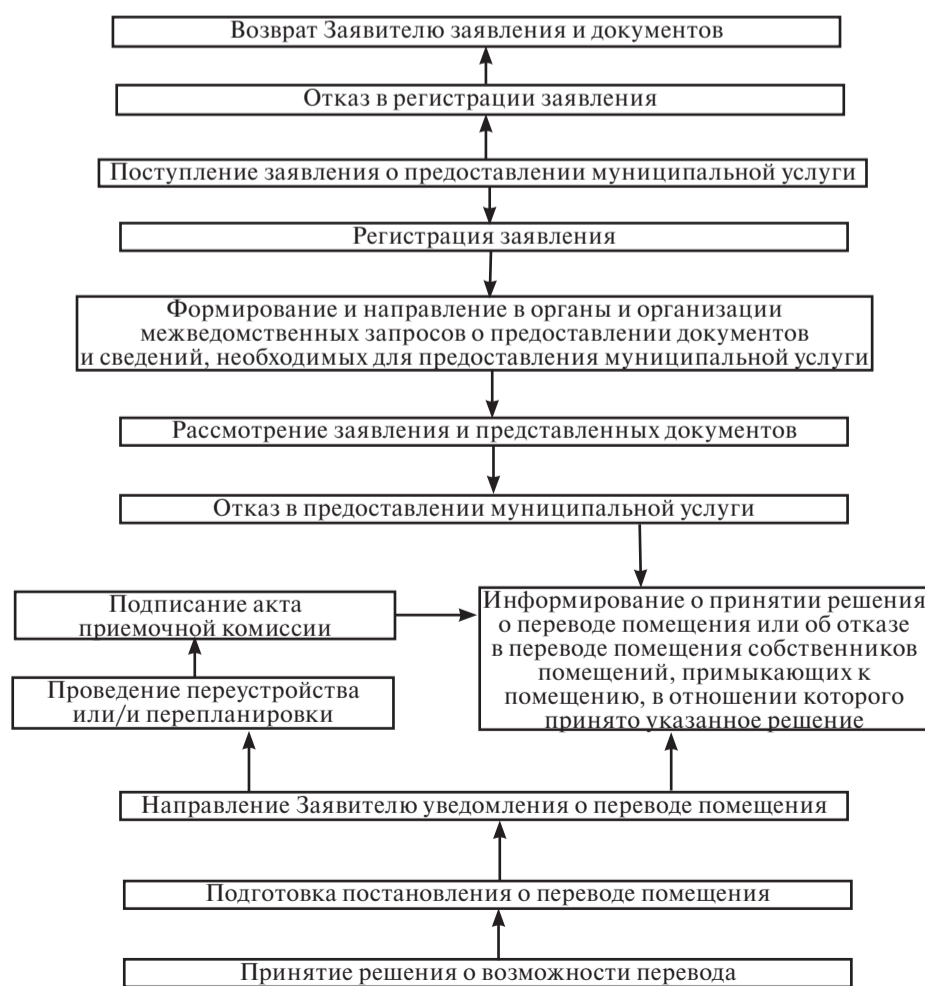 Возврат Заявителю заявления и документов
Отказ в регистрации заявления
Поступление заявления о предоставлении муниципальной услуги
Регистрация заявления
Формирование и направление в органы и организации
межведомственных запросов о предоставлении документов
и сведений, необходимых для предоставления муниципальной услуги
Рассмотрение заявления и представленных документов
Отказ в предоставлении муниципальной услуги
Подписание акта
приемочной комиссии
Информирование о принятии решения
о переводе помещения или об отказе
в переводе помещения собственников
помещений, примыкающих к
помещению, в отношении которого
принято указанное решение
Проведение переустройства
или/и перепланировки
Направление Заявителю уведомления о переводе помещения
Подготовка постановления о переводе помещения
Принятие решения о возможности перевода